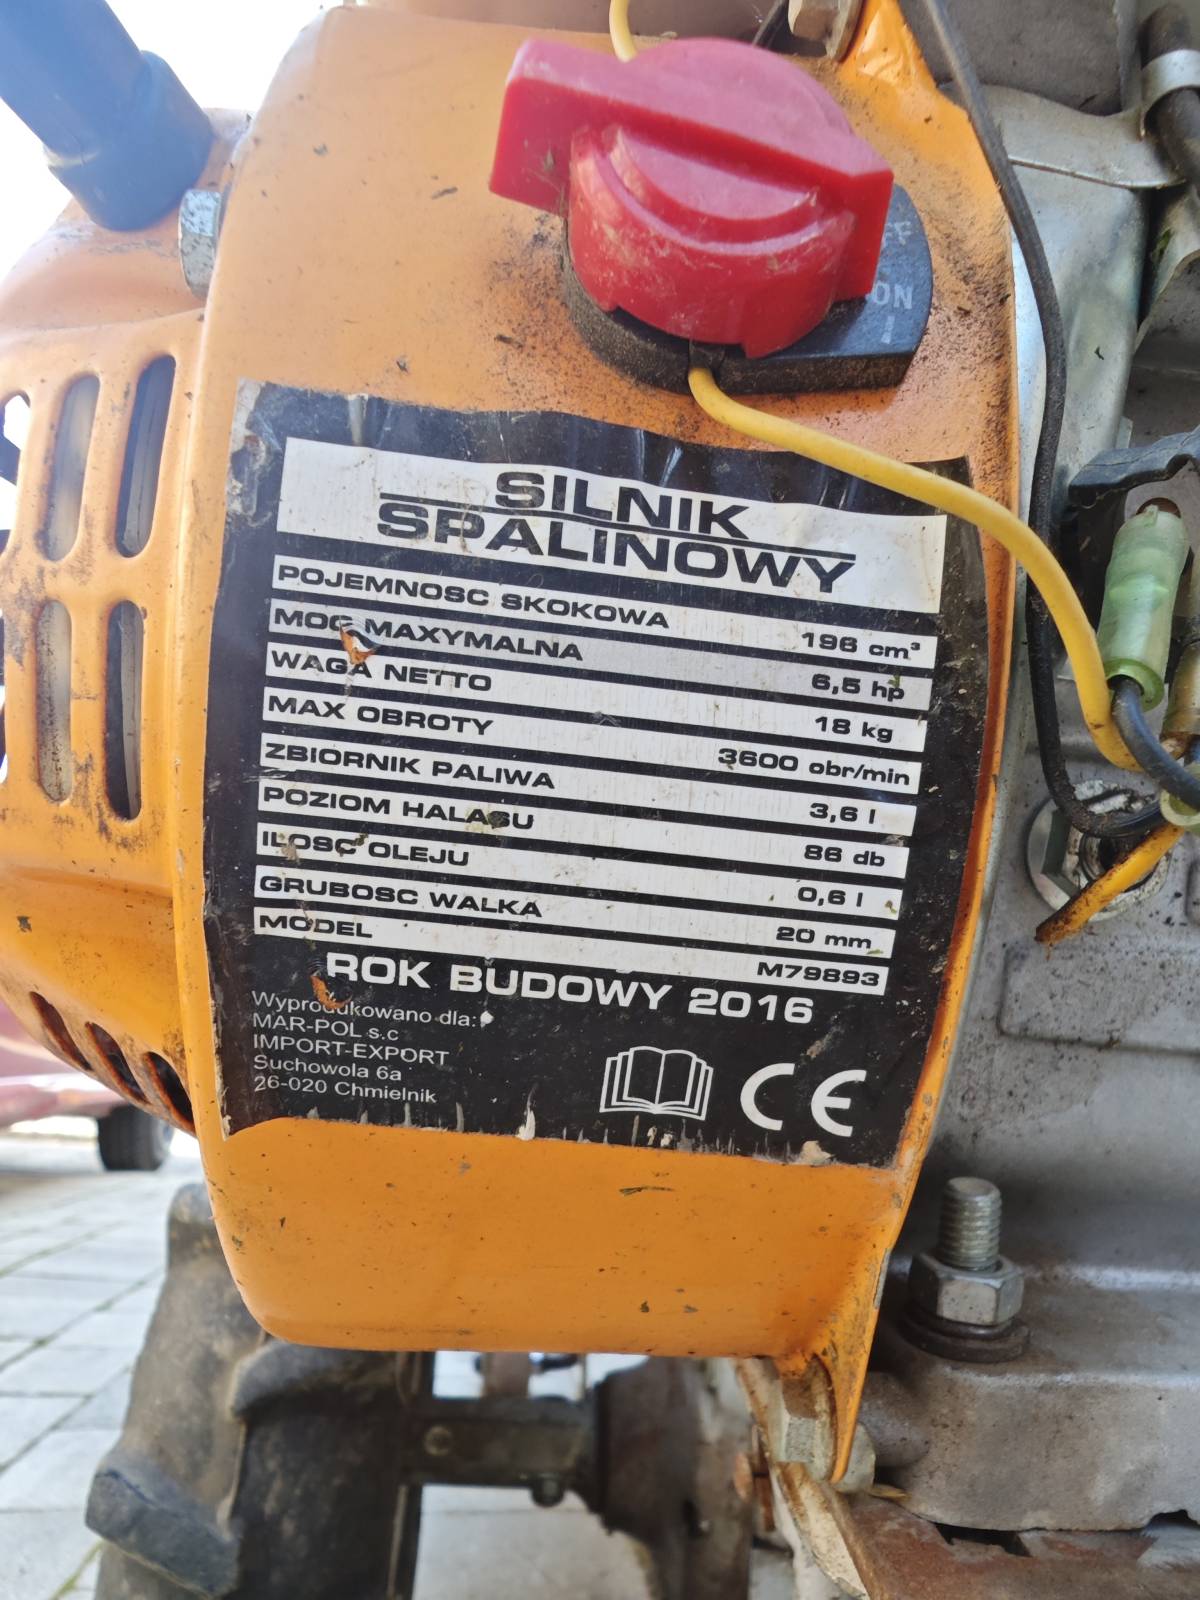 ON
SILNIK
SPALINOWY
POJEMNOSC SKOKOWA 196 cm³
MOC MAXYMALNA 6,5 hp
WAGA NETTO 18 kg
MAX OBROTY 3600 obr/min
ZBIORNIK PALIWA 3,6 l
POZIOM HALASU 86 db
ILOSC OLEJU 0,6 l
GRUBOSC WALKA 20 mm
MODEL M79893
ROK BUDOWY 2016
Wyprodukowano dla:
MAR-POL s.c
IMPORT-EXPORT
Suchowola 6a
26-020 Chmielnik
CE